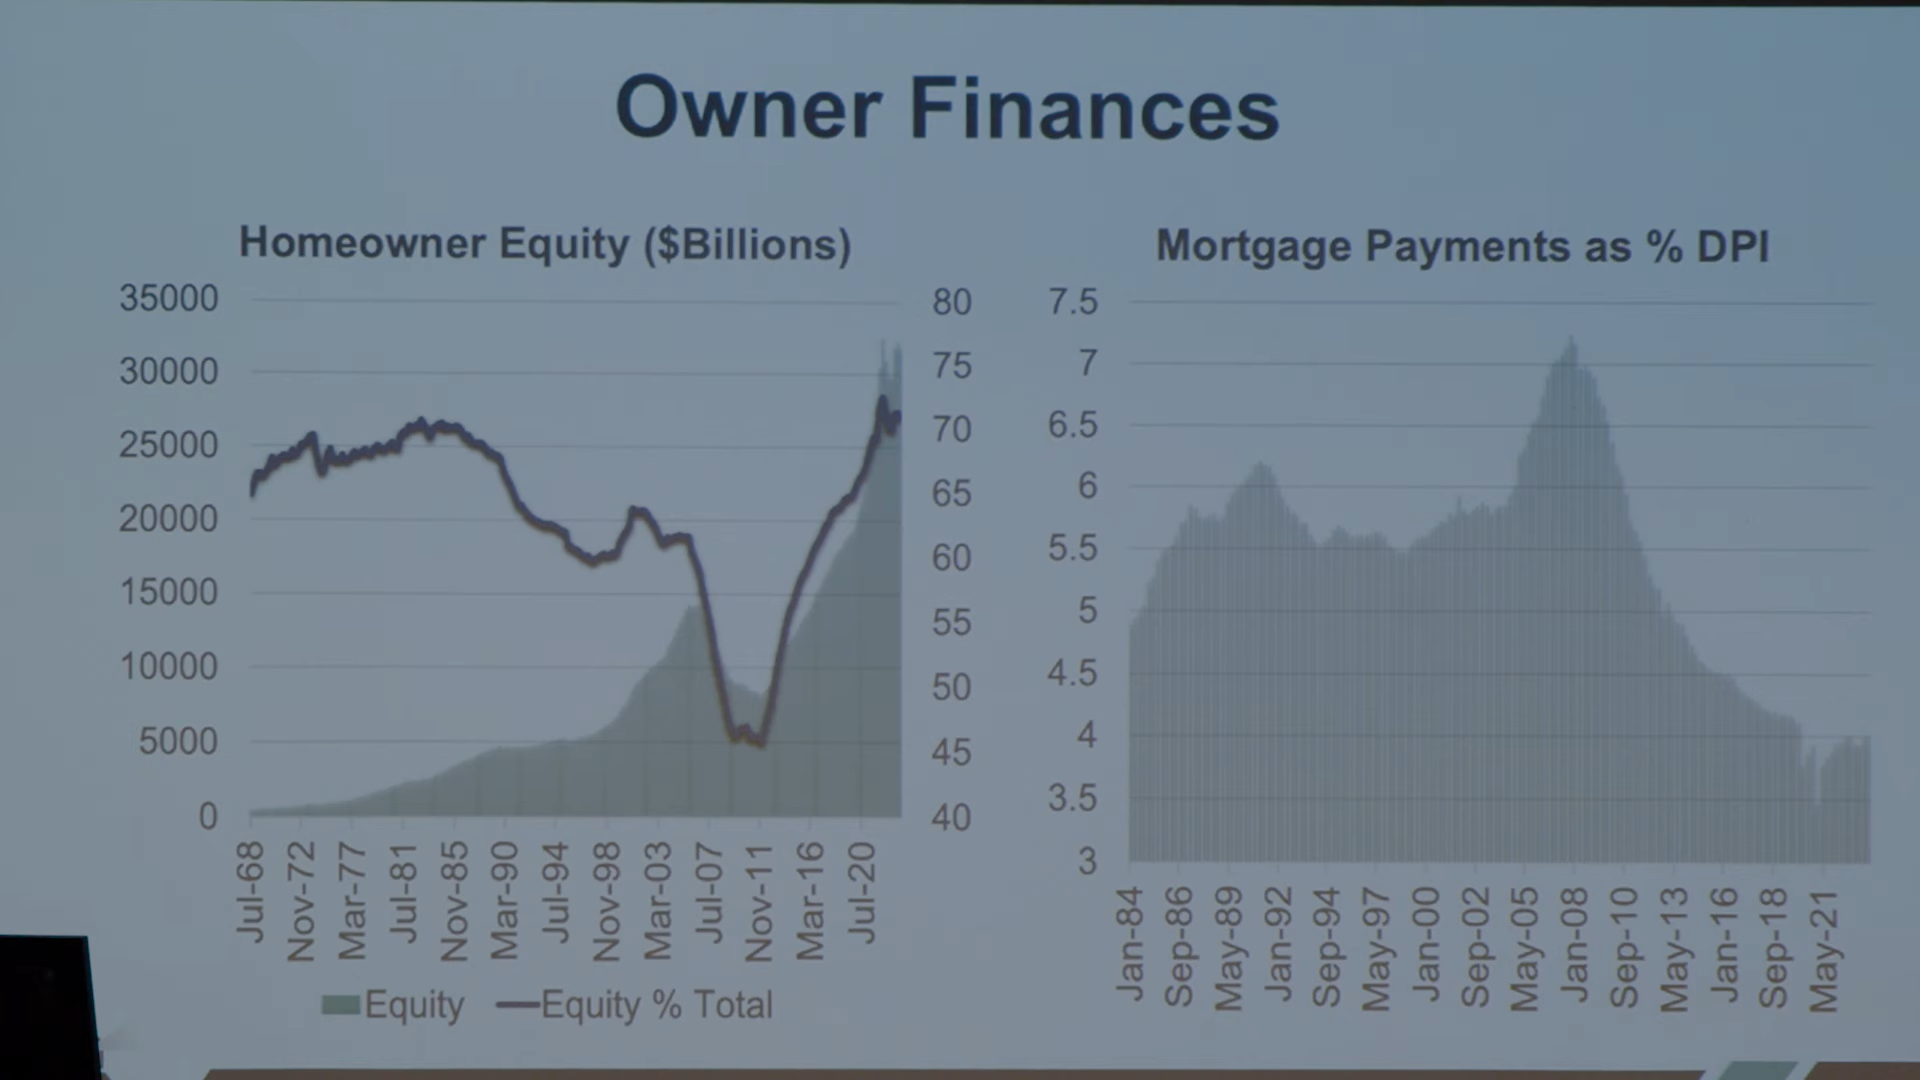 Owner Finances
Homeowner Equity ($Billions)
35000
30000
25000
20000
15000
10000
5000
0
80
75
70
65
60
55
50
45
40
Jul-68
Nov-72
Mar-77
Jul-81
Nov-85
Mar-90
Jul-94
Nov-98
Mar-03
Jul-07
Nov-11
Mar-16
Jul-20
Equity
Equity % Total
Mortgage Payments as % DPI
7.5
7
6.5
6
5.5
5
4.5
4
3.5
3
Jan-84
Sep-86
May-89
Jan-92
Sep-94
May-97
Jan-00
Sep-02
May-05
Jan-08
Sep-10
May-13
Jan-16
Sep-18
May-21